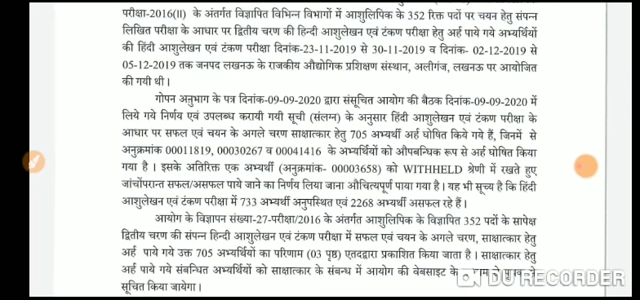 परीक्षा-2016(II) के अंतर्गत विज्ञापित विभिन्न विभागों में आशुलिपिक के 352 रिक्त पदों पर चयन हेतु संपन्न
लिखित परीक्षा के आधार पर द्वितीय चरण की हिन्दी आशुलेखन एवं टंकण परीक्षा हेतु अर्ह पाये गये अभ्यर्थियों
की हिंदी आशुलेखन एवं टंकण परीक्षा दिनांक-23-11-2019 से 30-11-2019 व दिनांक- 02-12-2019 से
05-12-2019 तक जनपद लखनऊ के राजकीय औद्योगिक प्रशिक्षण संस्थान, अलीगंज, लखनऊ पर आयोजित
की गयी थी ।
गोपन अनुभाग के पत्र दिनांक-09-09-2020 द्वारा संसूचित आयोग की बैठक दिनांक-09-09-2020 में
लिये गये निर्णय एवं उपलब्ध करायी गयी सूची (संलग्न) के अनुसार हिंदी आशुलेखन एवं टंकण परीक्षा के
आधार पर सफल एवं चयन के अगले चरण साक्षात्कार हेतु 705 अभ्यर्थी अर्ह घोषित किये गये हैं, जिनमें से
अनुक्रमांक 00011819, 00030267 व 00041416 के अभ्यर्थियों को औपबन्धिक रूप से अर्ह घोषित किया
गया है । इसके अतिरिक्त एक अभ्यर्थी (अनुक्रमांक- 00003658) को WITHHELD श्रेणी में रखते हुए
जांचोंपरान्त सफल/असफल पाये जाने का निर्णय लिया जाना औचित्यपूर्ण पाया गया है। यह भी सूच्य है कि हिंदी
आशुलेखन एवं टंकण परीक्षा में 733 अभ्यर्थी अनुपस्थित एवं 2268 अभ्यर्थी असफल रहे हैं ।
आयोग के विज्ञापन संख्या-27-परीक्षा/2016 के अंतर्गत आशुलिपिक के विज्ञापित 352 पदों के सापेक्ष
द्वितीय चरण की संपन्न हिन्दी आशुलेखन एवं टंकण परीक्षा में सफल एवं चयन के अगले चरण, साक्षात्कार हेतु
अर्ह पाये गये उक्त 705 अभ्यर्थियों का परिणाम (03 पृष्ठ) एतद्द्वारा प्रकाशित किया जाता है । साक्षात्कार हेतु
अर्ह पाये गये संबन्धित अभ्यर्थियों को साक्षात्कार के संबन्ध में आयोग की वेबसाइट के
सूचित किया जायेगा।
DU RECORDER